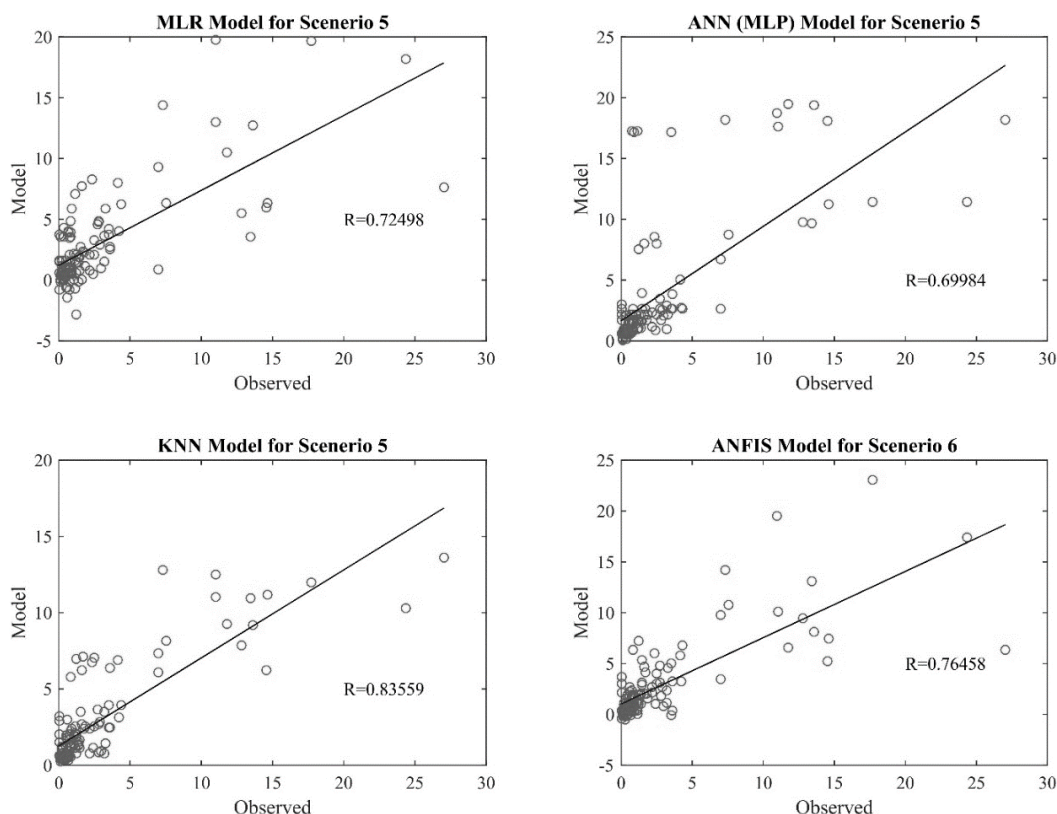 MLR Model for Scenerio 5
20
15
10
5
0
-5
Model
R=0.72498
0 5 10 15 20 25 30
Observed
ANN (MLP) Model for Scenerio 5
25
20
15
10
5
0
Model
R=0.69984
0 5 10 15 20 25 30
Observed
KNN Model for Scenerio 5
20
15
10
5
0
Model
R=0.83559
0 5 10 15 20 25 30
Observed
ANFIS Model for Scenerio 6
25
20
15
10
5
0
-5
Model
R=0.76458
0 5 10 15 20 25 30
Observed